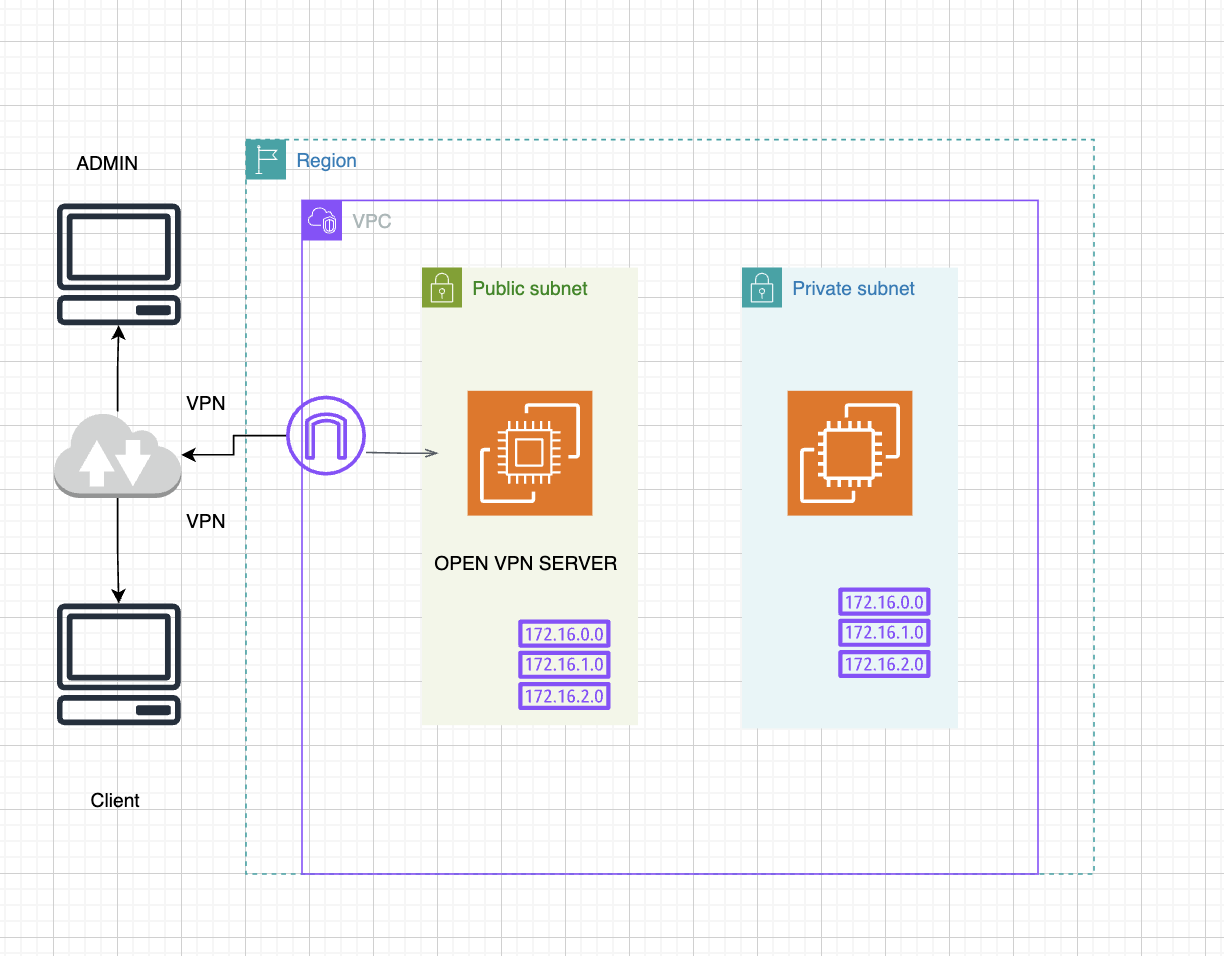 ADMIN
Region
VPC
Public subnet
Private subnet
VPN
VPN
OPEN VPN SERVER
172.16.0.0
172.16.1.0
172.16.2.0
172.16.0.0
172.16.1.0
172.16.2.0
Client